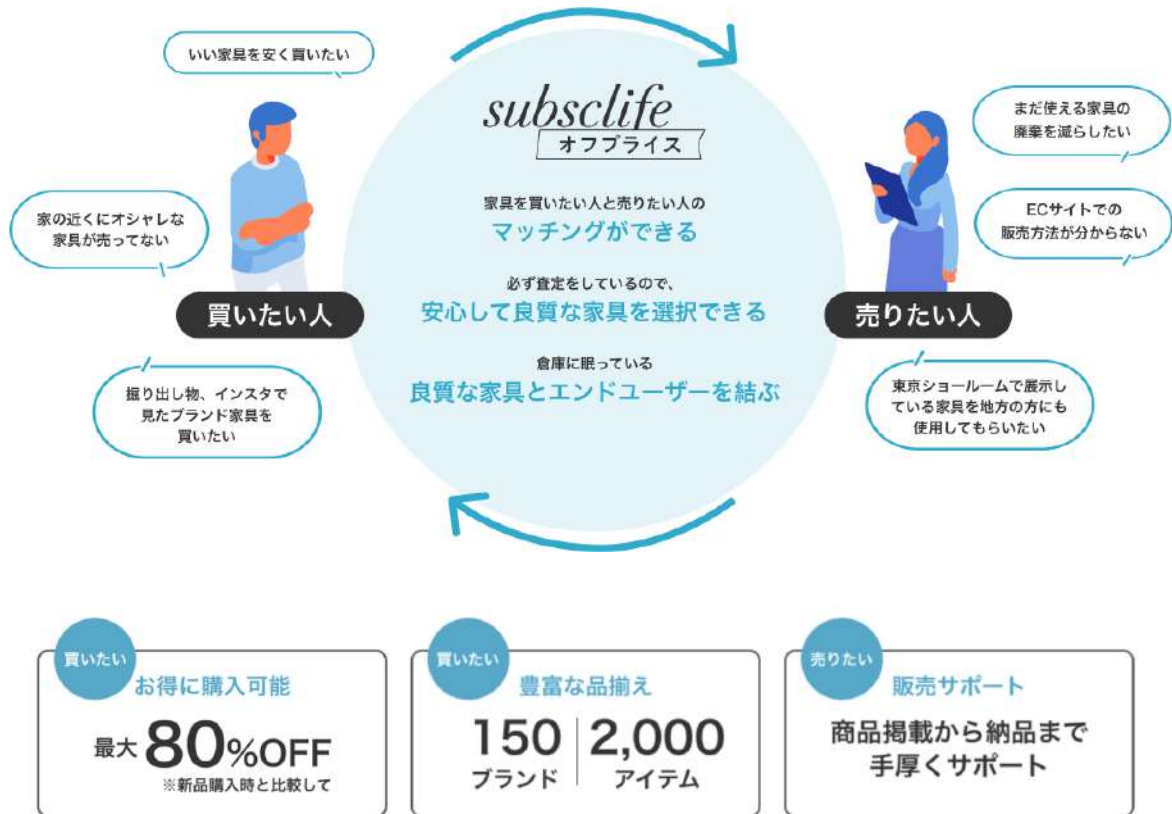 いい家具を安く買いたい
家の近くにオシャレな
家具が売ってない
買いたい人
掘り出し物、インスタで
見たブランド家具を
買いたい
subsclife
オフプライス
家具を買いたい人と売りたい人の
マッチングができる
必ず査定をしているので、
安心して良質な家具を選択できる
倉庫に眠っている
良質な家具とエンドユーザーを結ぶ
まだ使える家具の
廃棄を減らしたい
ECサイトでの
販売方法が分からない
売りたい人
東京ショールームで展示し
ている家具を地方の方にも
使用してもらいたい
買いたい
お得に購入可能
最大80%OFF
※新品購入時と比較して
買いたい
豊富な品揃え
150 2,000
ブランド アイテム
売りたい
販売サポート
商品掲載から納品まで
手厚くサポート